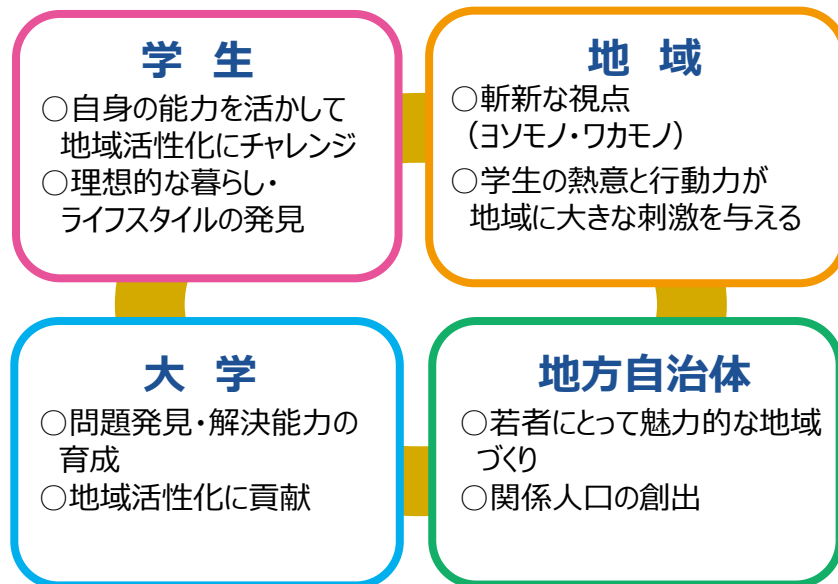 学 生
○自身の能力を活かして
地域活性化にチャレンジ
○理想的な暮らし・
ライフスタイルの発見
地 域
○斬新な視点
（ヨソモノ・ワカモノ）
○学生の熱意と行動力が
地域に大きな刺激を与える
大 学
○問題発見・解決能力の
育成
○地域活性化に貢献
地方自治体
○若者にとって魅力的な地域
づくり
○関係人口の創出